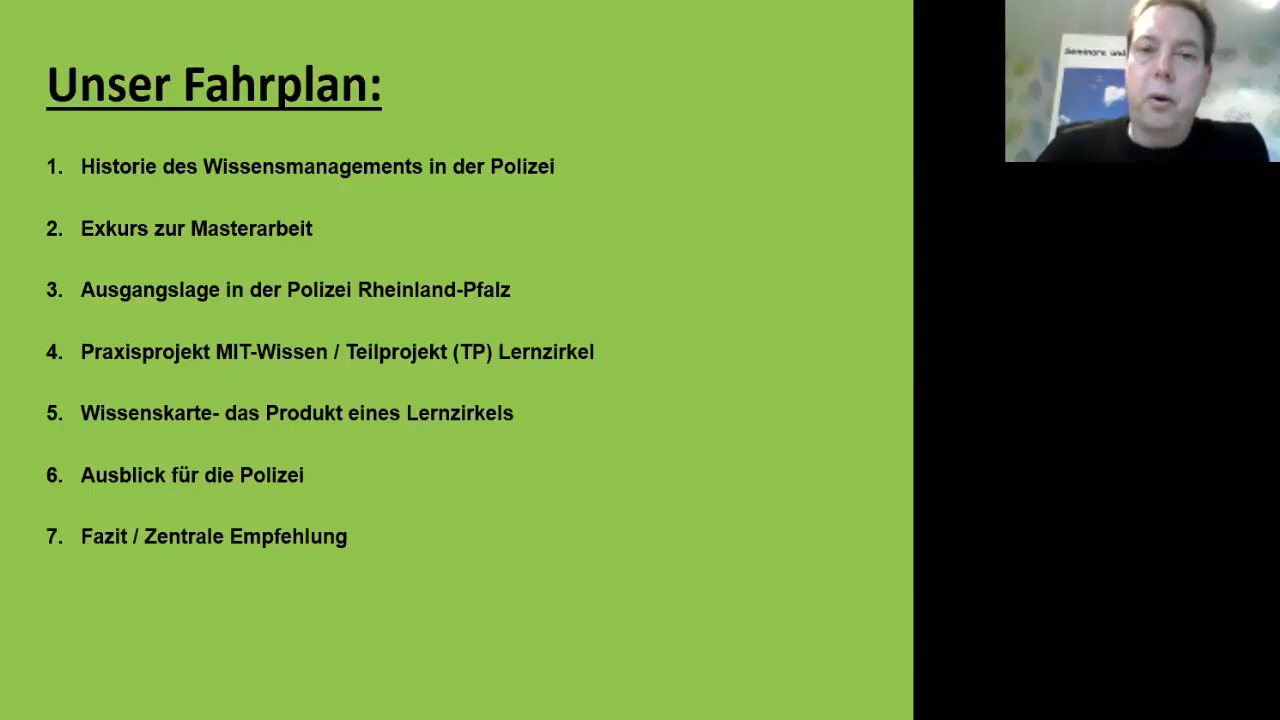 Unser Fahrplan:
1. Historie des Wissensmanagements in der Polizei
2. Exkurs zur Masterarbeit
3. Ausgangslage in der Polizei Rheinland-Pfalz
4. Praxisprojekt MIT-Wissen / Teilprojekt (TP) Lernzirkel
5. Wissenskarte- das Produkt eines Lernzirkels
6. Ausblick für die Polizei
7. Fazit / Zentrale Empfehlung
Seminare und